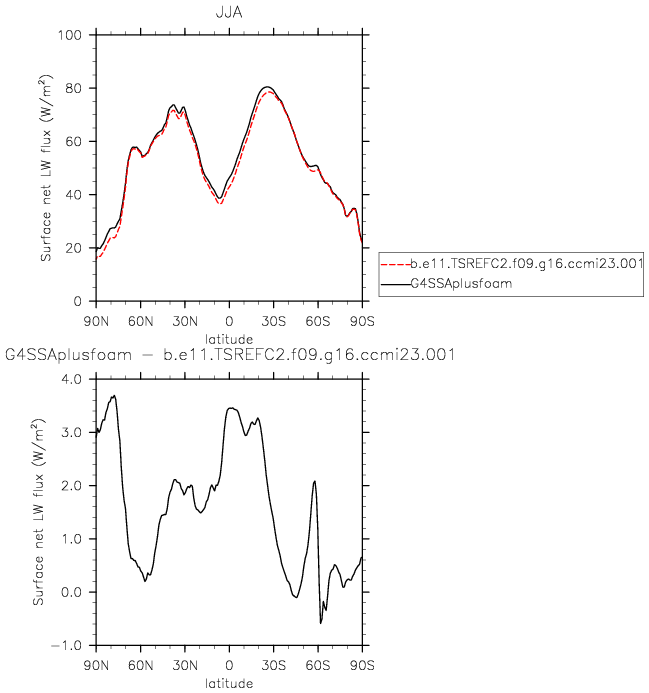 JJA
Surface net LW flux (W/m²)
100
80
60
40
20
0
90N 60N 30N 0 30S 60S 90S
latitude
b.e11.TSREFC2.f09.g16.ccmi23.001
G4SSAplusfoam
G4SSAplusfoam − b.e11.TSREFC2.f09.g16.ccmi23.001
Surface net LW flux (W/m²)
4.0
3.0
2.0
1.0
0.0
−1.0
90N 60N 30N 0 30S 60S 90S
latitude